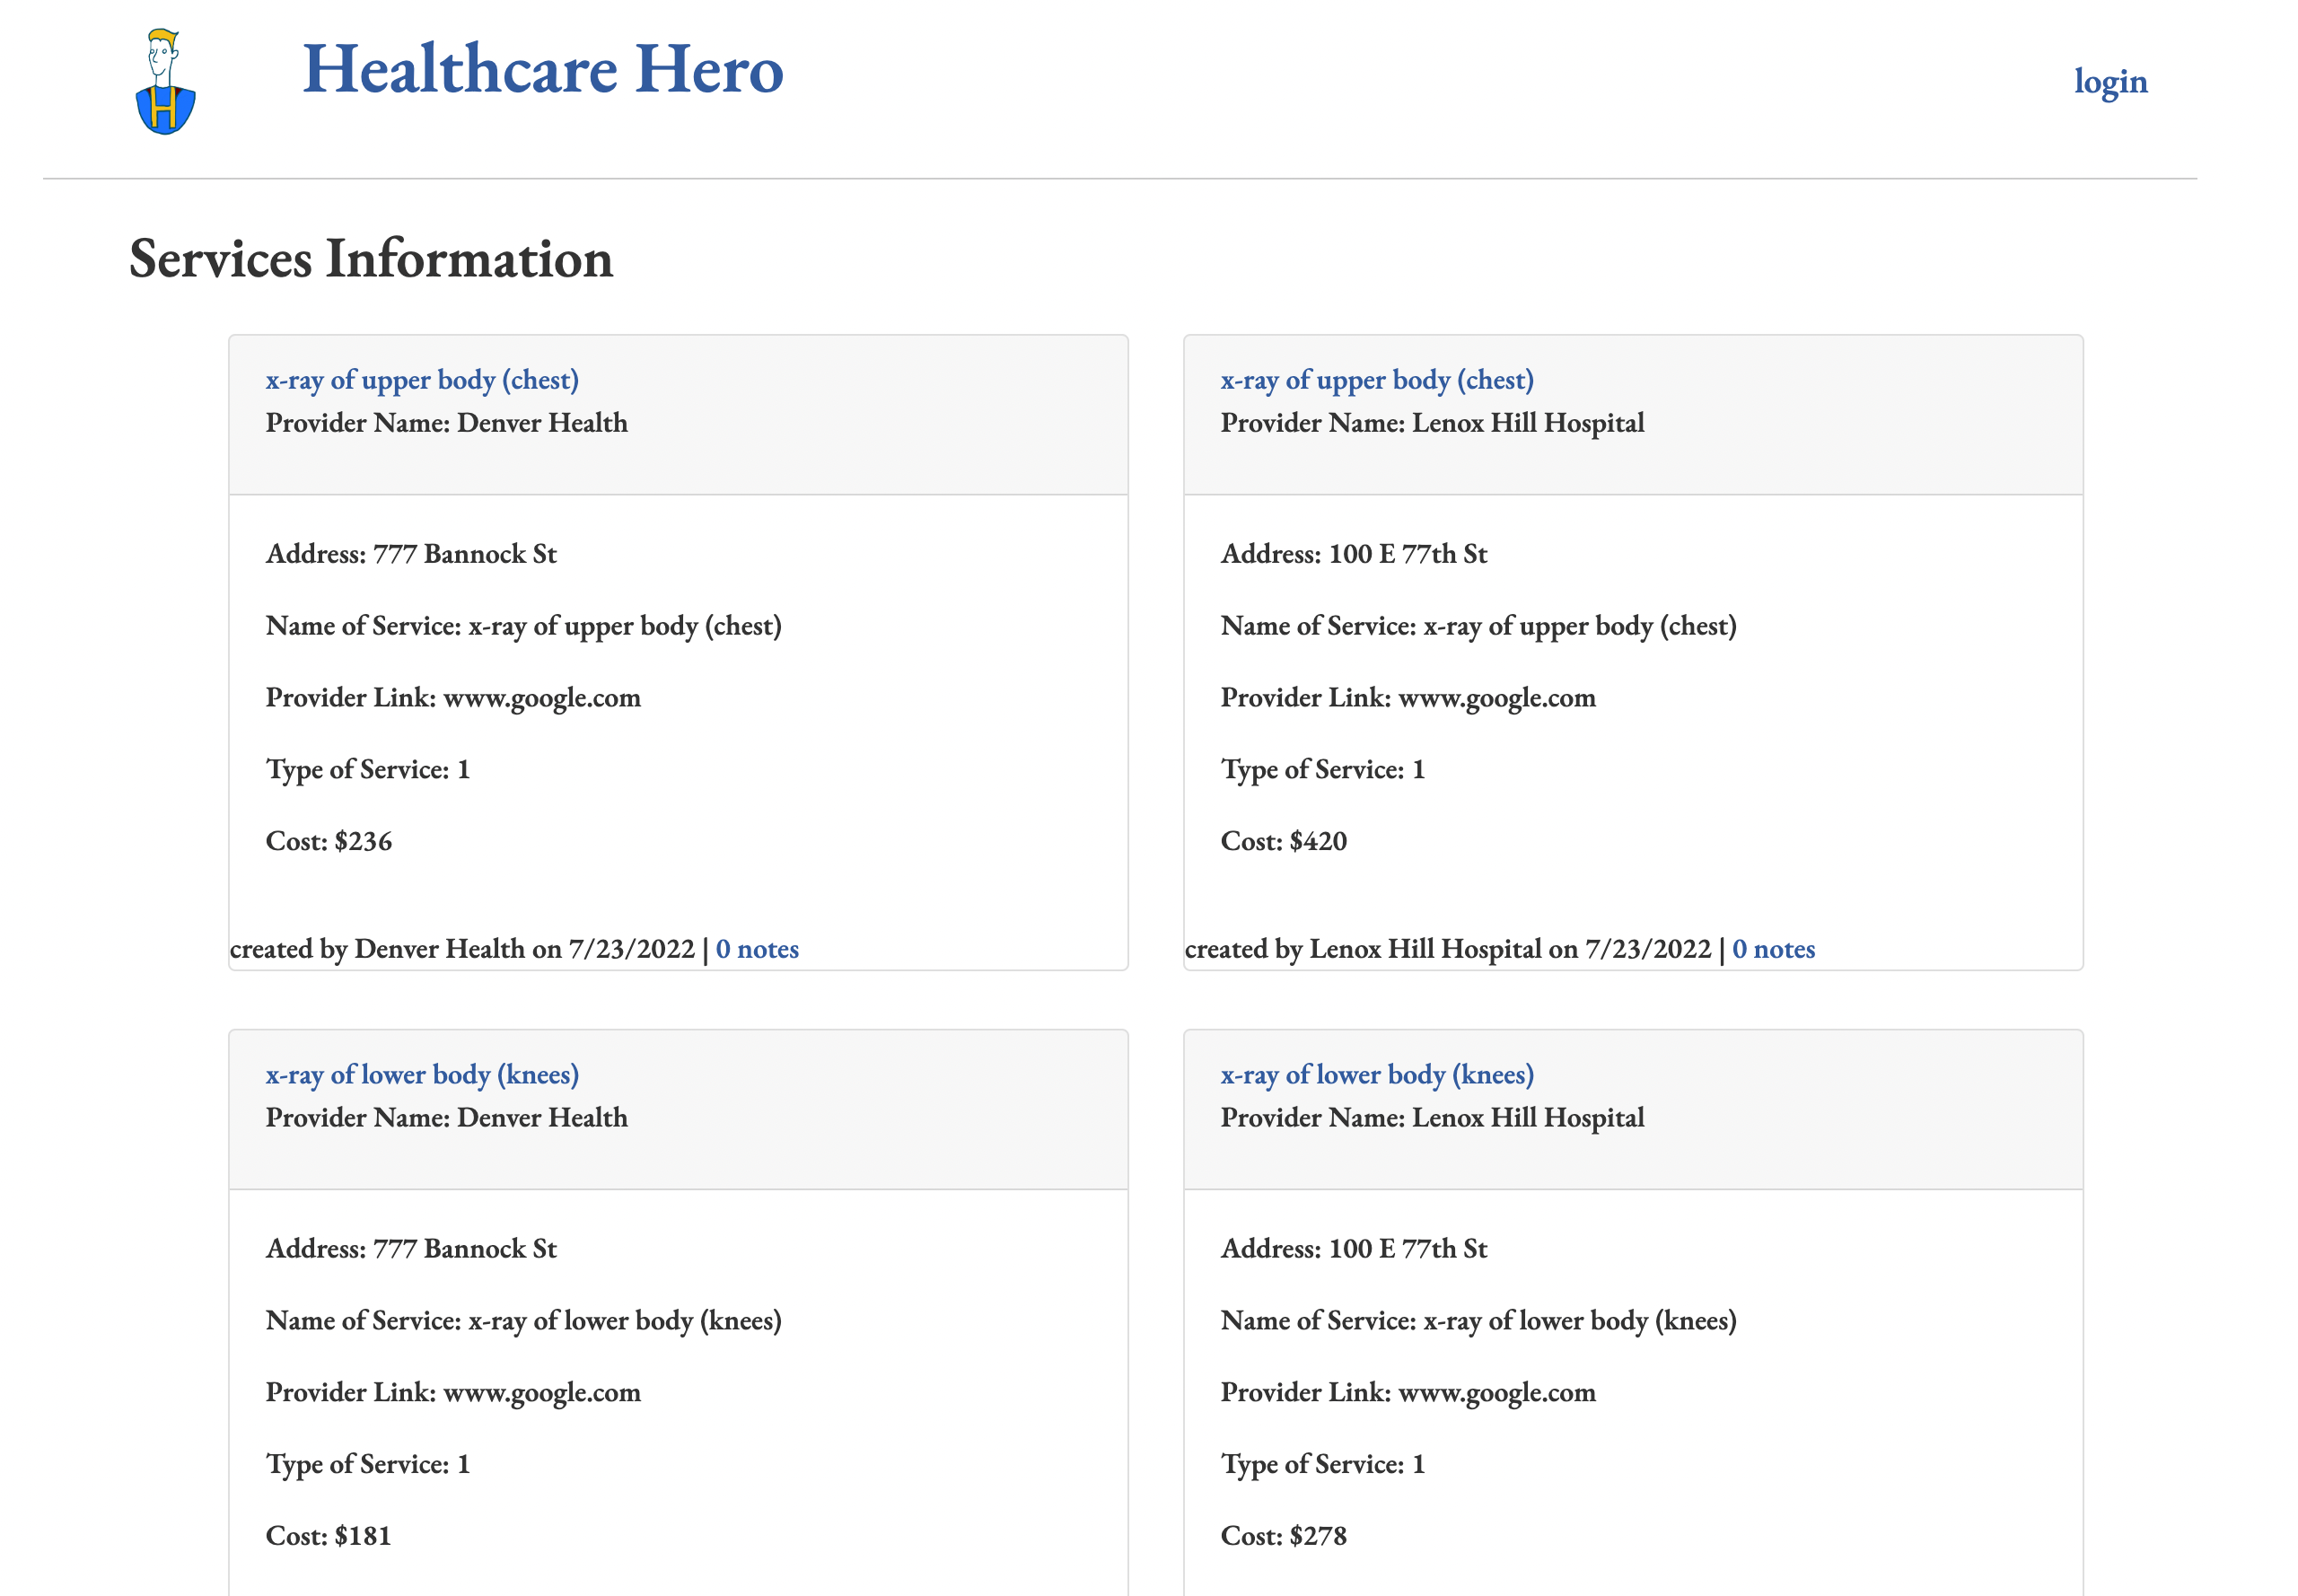 Healthcare Hero
login
Services Information
x-ray of upper body (chest)
Provider Name: Denver Health
Address: 777 Bannock St
Name of Service: x-ray of upper body (chest)
Provider Link: www.google.com
Type of Service: 1
Cost: $236
created by Denver Health on 7/23/2022 | 0 notes
x-ray of upper body (chest)
Provider Name: Lenox Hill Hospital
Address: 100 E 77th St
Name of Service: x-ray of upper body (chest)
Provider Link: www.google.com
Type of Service: 1
Cost: $420
created by Lenox Hill Hospital on 7/23/2022 | 0 notes
x-ray of lower body (knees)
Provider Name: Denver Health
Address: 777 Bannock St
Name of Service: x-ray of lower body (knees)
Provider Link: www.google.com
Type of Service: 1
Cost: $181
x-ray of lower body (knees)
Provider Name: Lenox Hill Hospital
Address: 100 E 77th St
Name of Service: x-ray of lower body (knees)
Provider Link: www.google.com
Type of Service: 1
Cost: $278